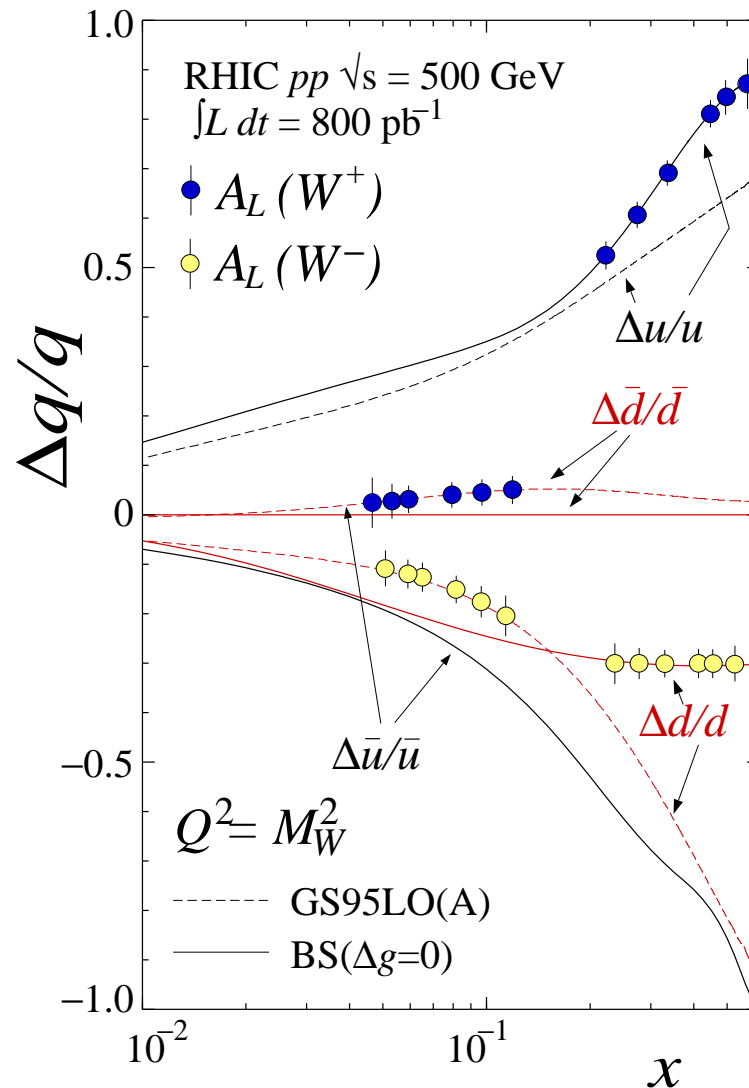 1.0
RHIC pp √s = 500 GeV
∫L dt = 800 pb⁻¹
A_L (W⁺)
A_L (W⁻)
0.5
Δu/u
Δq/q
Δd̄/d̄
0
Δd/d
Δū/ū
−0.5
Q² = M_W²
GS95LO(A)
BS(Δg=0)
−1.0
10⁻²
10⁻¹
x